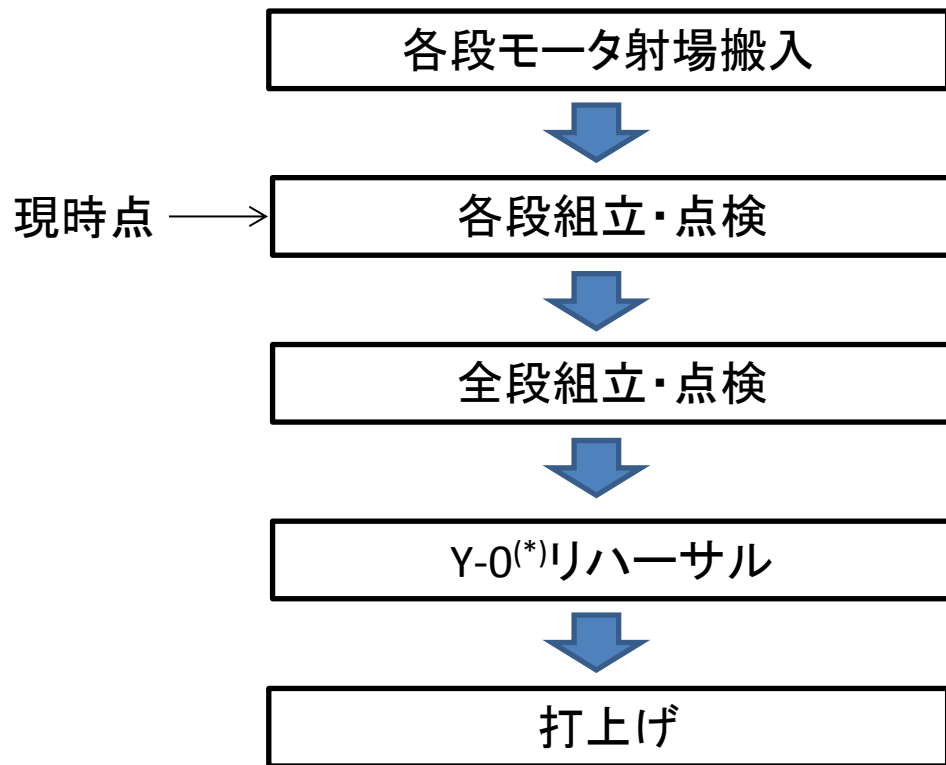 各段モータ射場搬入
現時点
各段組立・点検
全段組立・点検
Y-0(*)リハーサル
打上げ